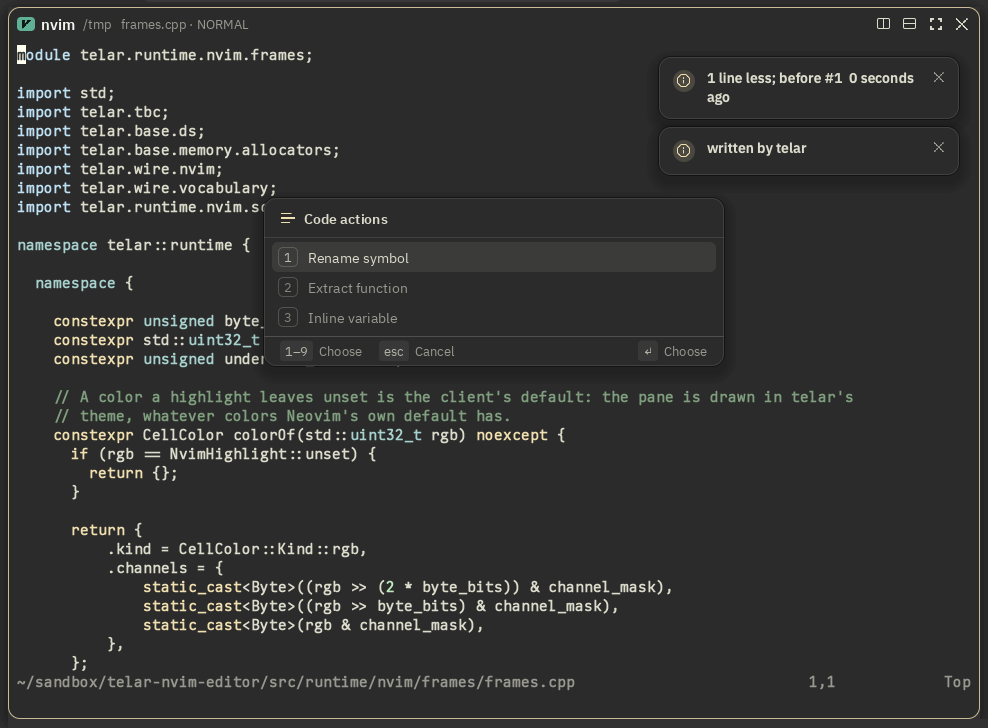 nvim /tmp frames.cpp · NORMAL
module telar.runtime.nvim.frames;
1 line less; before #1 0 seconds
ago
written by telar
import std;
import telar.tbc;
import telar.base.ds;
import telar.base.memory.allocators;
import telar.wire.nvim;
import telar.wire.vocabulary;
import telar.runtime.nvim.
namespace telar::runtime {
namespace {
constexpr unsigned byte_
constexpr std::uint32_t
constexpr unsigned under
Code actions
1 Rename symbol
2 Extract function
3 Inline variable
1–9 Choose esc Cancel ↵ Choose
// A color a highlight leaves unset is the client's default: the pane is drawn in telar's
// theme, whatever colors Neovim's own default has.
constexpr CellColor colorOf(std::uint32_t rgb) noexcept {
if (rgb == NvimHighlight::unset) {
return {};
}
return {
.kind = CellColor::Kind::rgb,
.channels = {
static_cast<Byte>((rgb >> (2 * byte_bits)) & channel_mask),
static_cast<Byte>((rgb >> byte_bits) & channel_mask),
static_cast<Byte>(rgb & channel_mask),
},
};
~/sandbox/telar-nvim-editor/src/runtime/nvim/frames/frames.cpp 1,1 Top